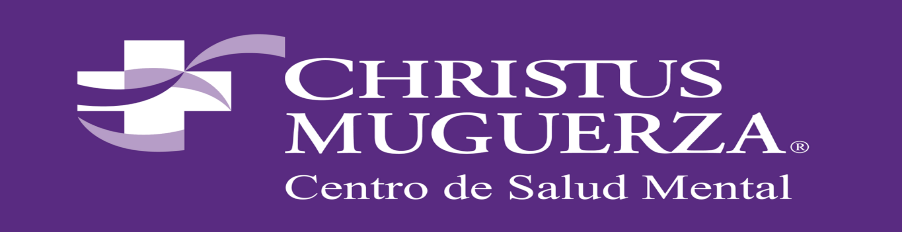 CHRISTUS
MUGUERZA®
Centro de Salud Mental